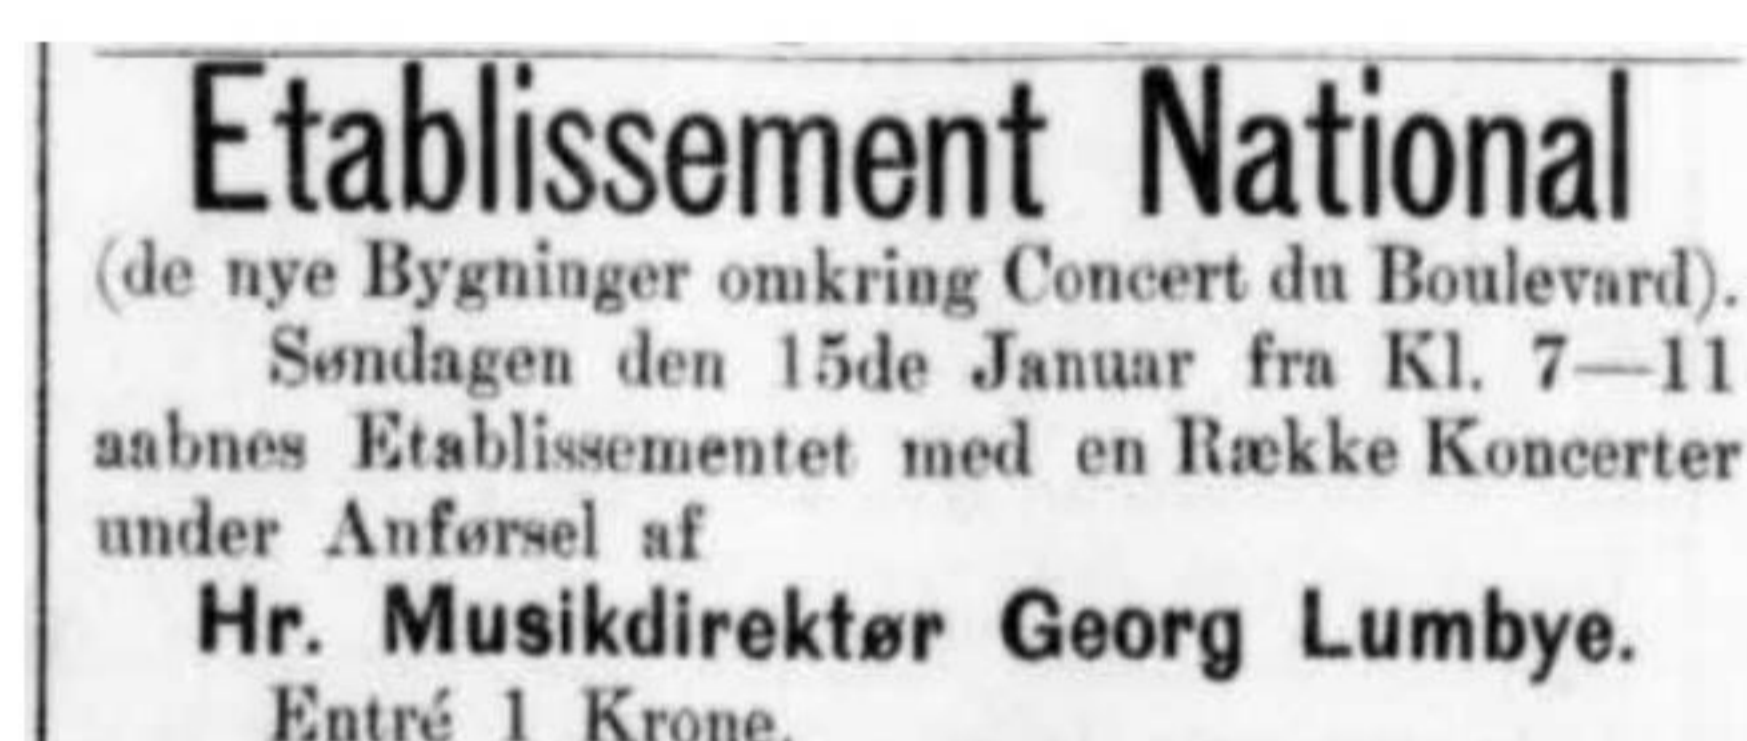 Etablissement National
(de nye Bygninger omkring Concert du Boulevard).
Søndagen den 15de Januar fra Kl. 7—11
aabnes Etablissementet med en Række Koncerter
under Anførsel af
Hr. Musikdirektør Georg Lumbye.
Entré 1 Krone.